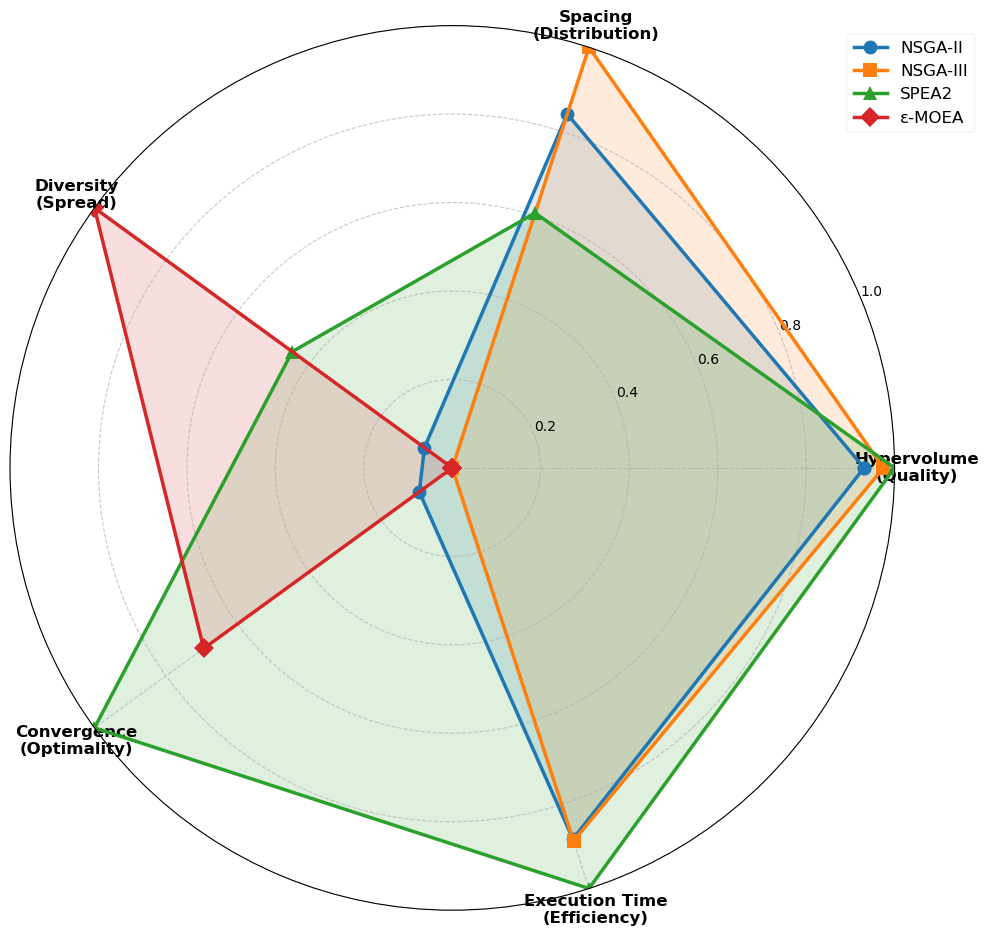 Spacing
(Distribution)
NSGA-II
NSGA-III
SPEA2
ε-MOEA
Diversity
(Spread)
1.0
0.8
0.6
0.4
0.2
Hypervolume
(Quality)
Convergence
(Optimality)
Execution Time
(Efficiency)